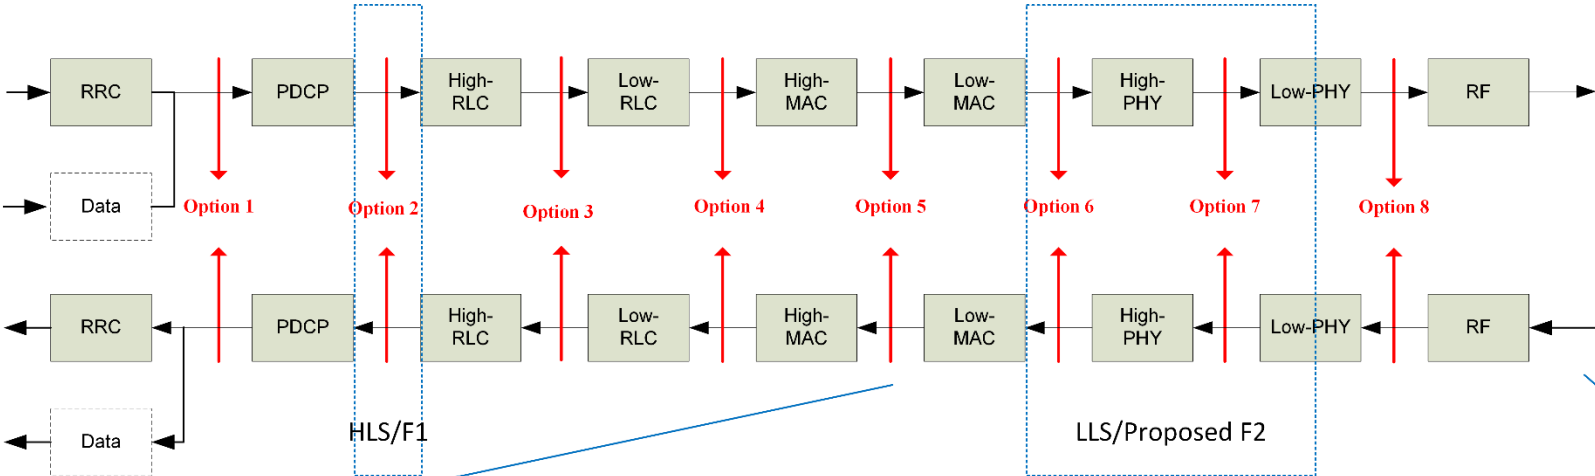 RRC
PDCP
High-
RLC
Low-
RLC
High-
MAC
Low-
MAC
High-
PHY
Low-PHY
RF
Data
Option 1
Option 2
Option 3
Option 4
Option 5
Option 6
Option 7
Option 8
RRC
PDCP
High-
RLC
Low-
RLC
High-
MAC
Low-
MAC
High-
PHY
Low-PHY
RF
Data
HLS/F1
LLS/Proposed F2